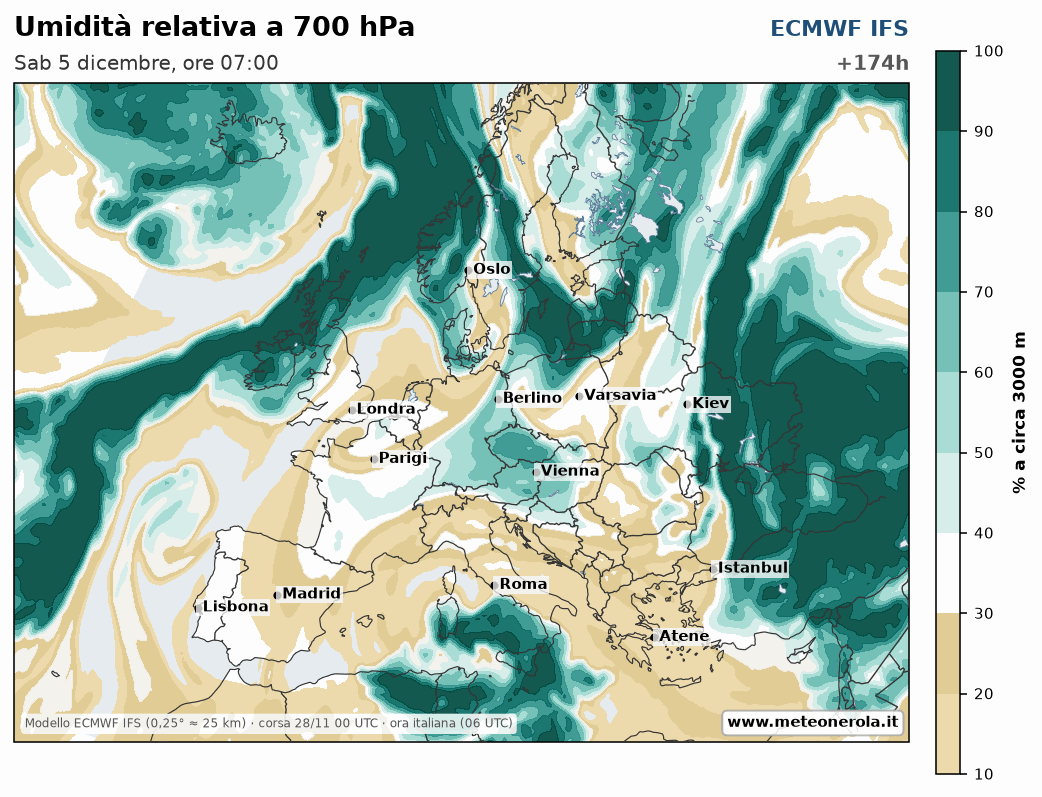 Umidità relativa a 700 hPa
ECMWF IFS
Sab 5 dicembre, ore 07:00
+174h
100
90
80
70
60
50
40
30
20
10
% a circa 3000 m
Oslo
Berlino
Varsavia
Kiev
Londra
Parigi
Vienna
Istanbul
Roma
Madrid
Lisbona
Atene
Modello ECMWF IFS (0,25° ≈ 25 km) · corsa 28/11 00 UTC · ora italiana (06 UTC)
www.meteonerola.it